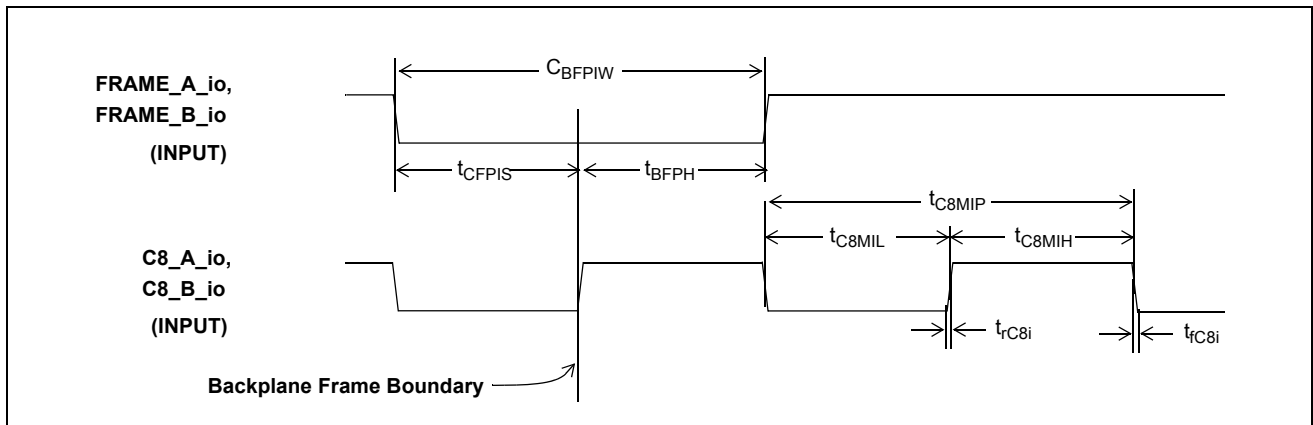 C_BFPIW
FRAME_A_io,
FRAME_B_io
(INPUT)
t_CFPIS
t_BFPH
t_C8MIP
t_C8MIL
t_C8MIH
C8_A_io,
C8_B_io
(INPUT)
t_rC8i
t_fC8i
Backplane Frame Boundary